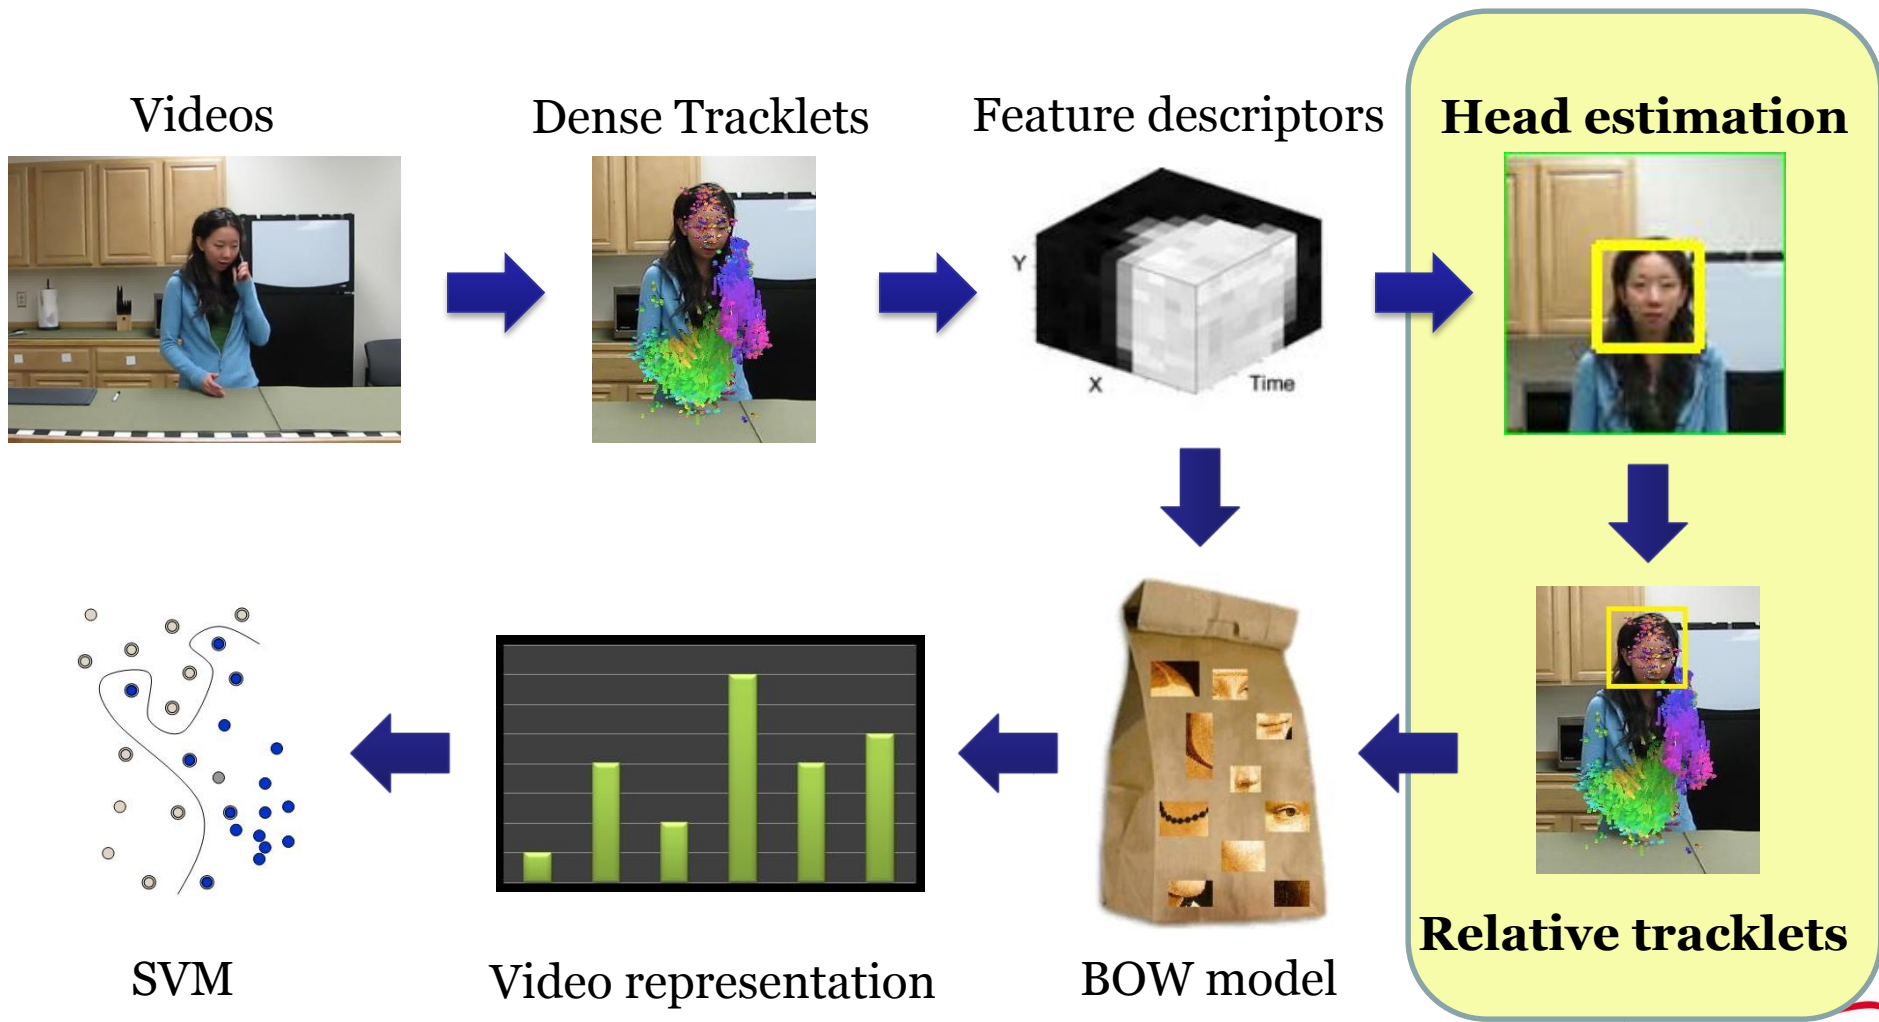 Videos
Dense Tracklets
Feature descriptors
Head estimation
Y
X
Time
SVM
Video representation
BOW model
Relative tracklets